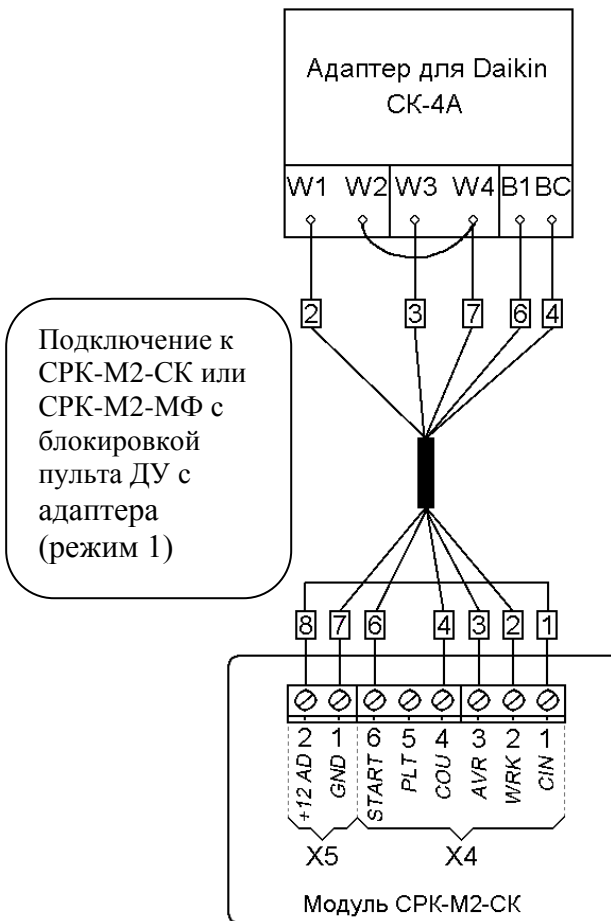 Адаптер для Daikin
СК-4А
W1 W2 W3 W4 B1 BC
2 3 7 6 4
Подключение к
СРК-М2-СК или
СРК-М2-МФ с
блокировкой
пульта ДУ с
адаптера
(режим 1)
8 7 6 4 3 2 1
2 1 6 5 4 3 2 1
+12 AD GND START PLT COU AVR WRK CIN
X5 X4
Модуль СРК-М2-СК